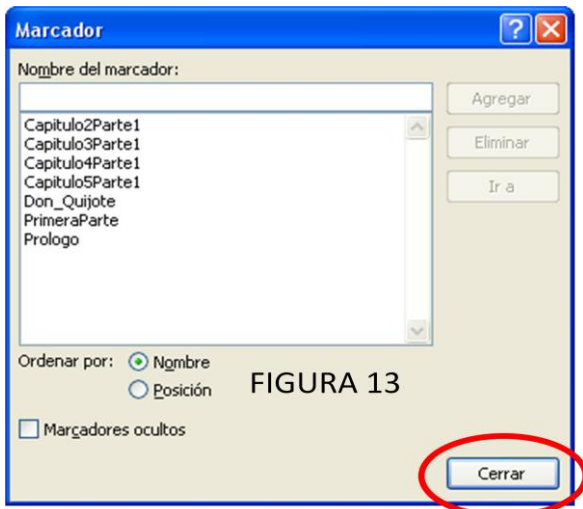 Marcador
Nombre del marcador:
Agregar
Capitulo2Parte1
Capitulo3Parte1
Capitulo4Parte1
Capitulo5Parte1
Don_Quijote
PrimeraParte
Prologo
Eliminar
Ir a
Ordenar por:
Nombre
Posición
FIGURA 13
Marcadores ocultos
Cerrar